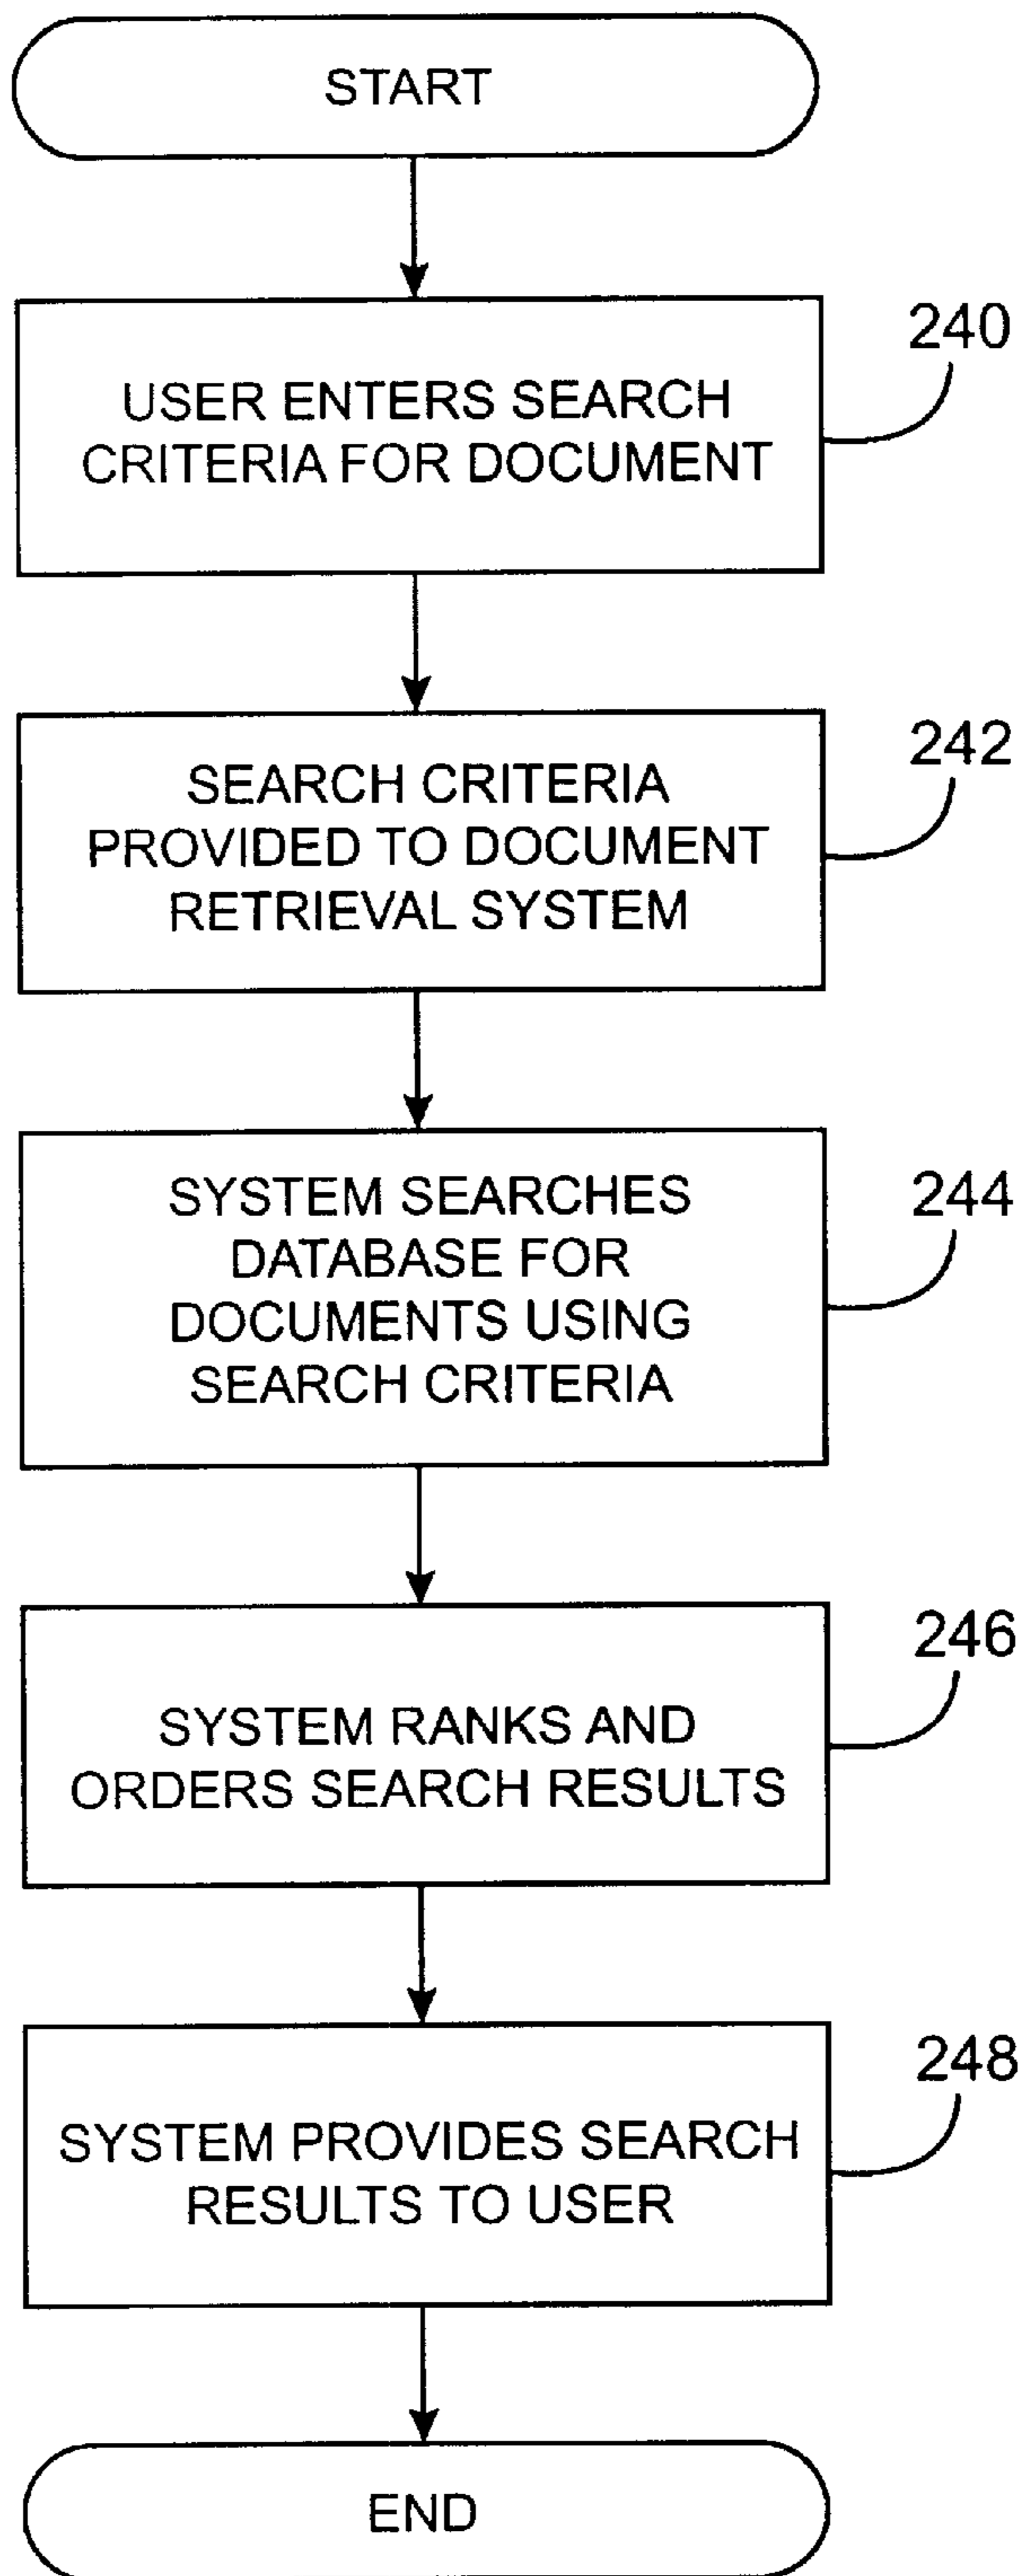 START
240
USER ENTERS SEARCH
CRITERIA FOR DOCUMENT
242
SEARCH CRITERIA
PROVIDED TO DOCUMENT
RETRIEVAL SYSTEM
244
SYSTEM SEARCHES
DATABASE FOR
DOCUMENTS USING
SEARCH CRITERIA
246
SYSTEM RANKS AND
ORDERS SEARCH RESULTS
248
SYSTEM PROVIDES SEARCH
RESULTS TO USER
END